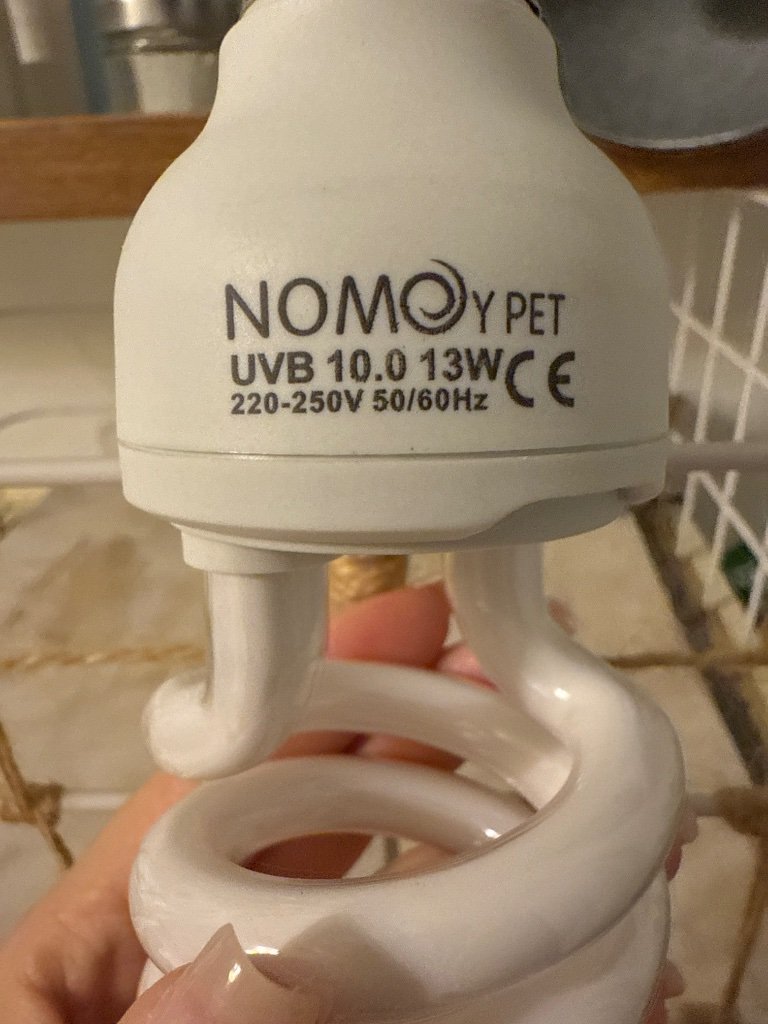 NOMOY PET
UVB 10.0 13W CE
220-250V 50/60Hz